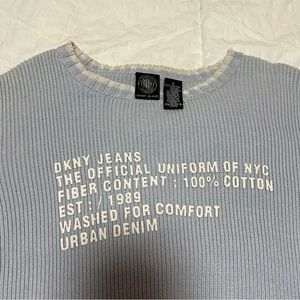 DKNY JEANS
THE OFFICIAL UNIFORM OF NYC
FIBER CONTENT : 100% COTTON
EST : / 1989
WASHED FOR COMFORT
URBAN DENIM